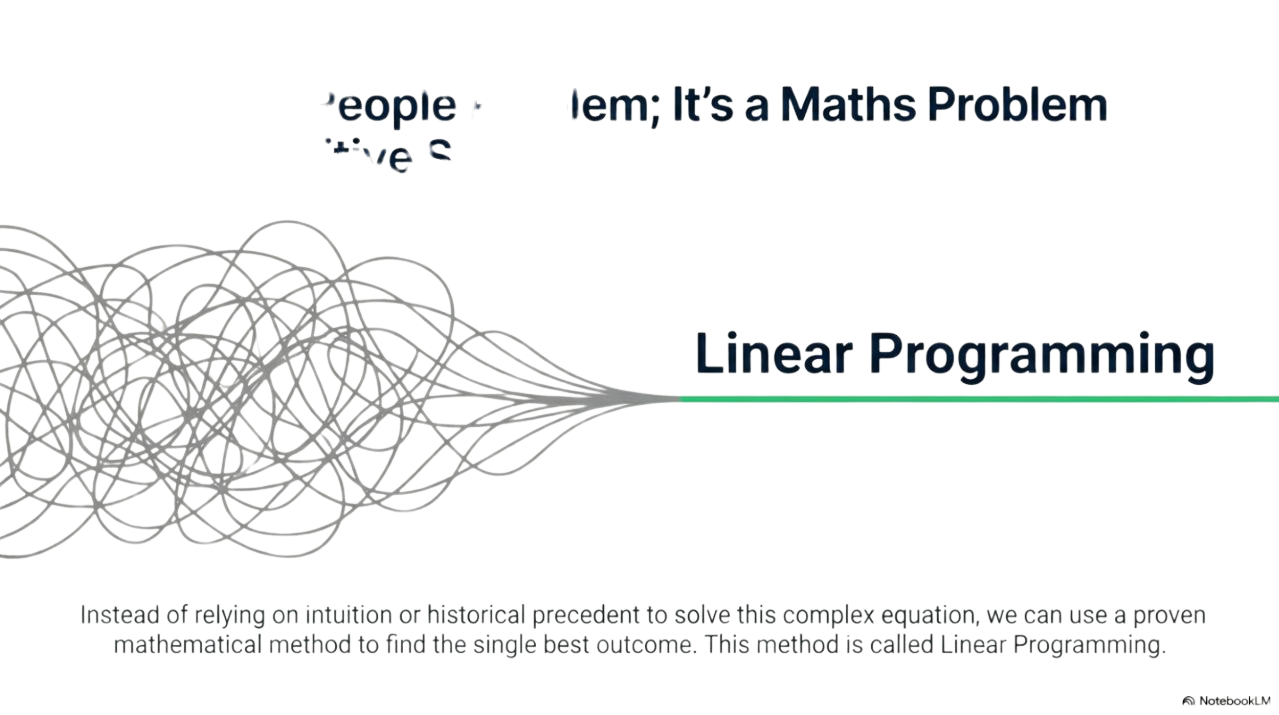 lem; It’s a Maths Problem
Linear Programming
Instead of relying on intuition or historical precedent to solve this complex equation, we can use a proven
mathematical method to find the single best outcome. This method is called Linear Programming.
NotebookLM